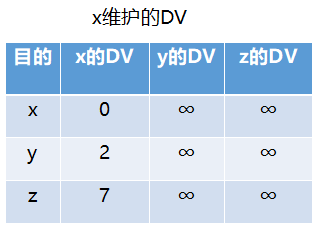 x维护的DV
目的 x的DV y的DV z的DV
x 0 ∞ ∞
y 2 ∞ ∞
z 7 ∞ ∞